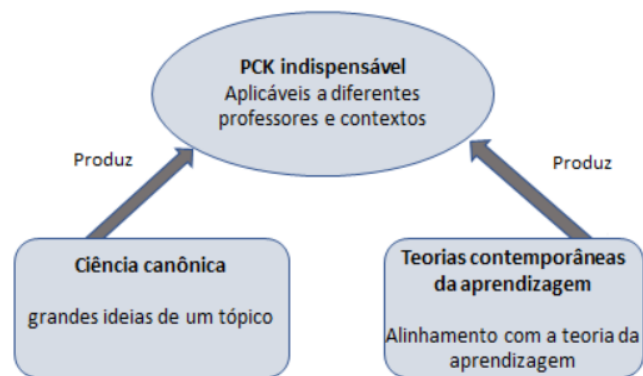 PCK indispensável
Aplicáveis a diferentes
professores e contextos
Produz
Produz
Ciência canônica
grandes ideias de um tópico
Teorias contemporâneas
da aprendizagem
Alinhamento com a teoria da
aprendizagem